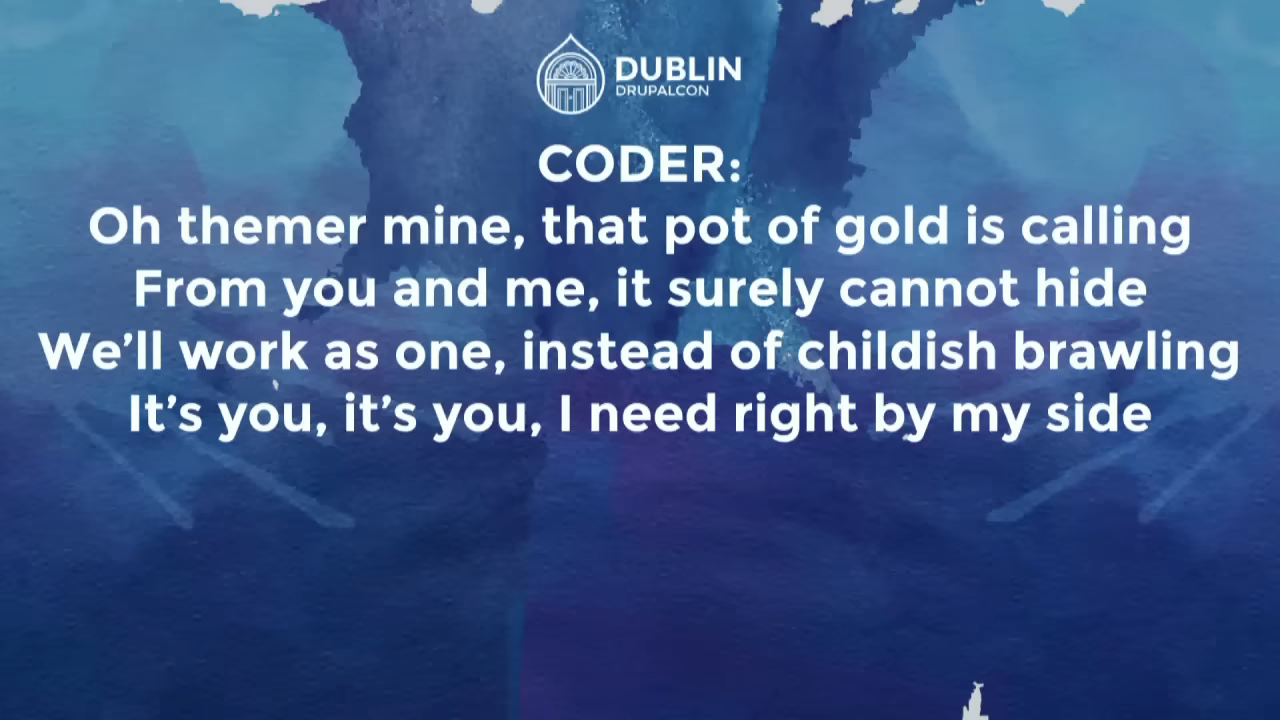 DUBLIN
DRUPALCON
CODER:
Oh themer mine, that pot of gold is calling
From you and me, it surely cannot hide
We’ll work as one, instead of childish brawling
It’s you, it’s you, I need right by my side